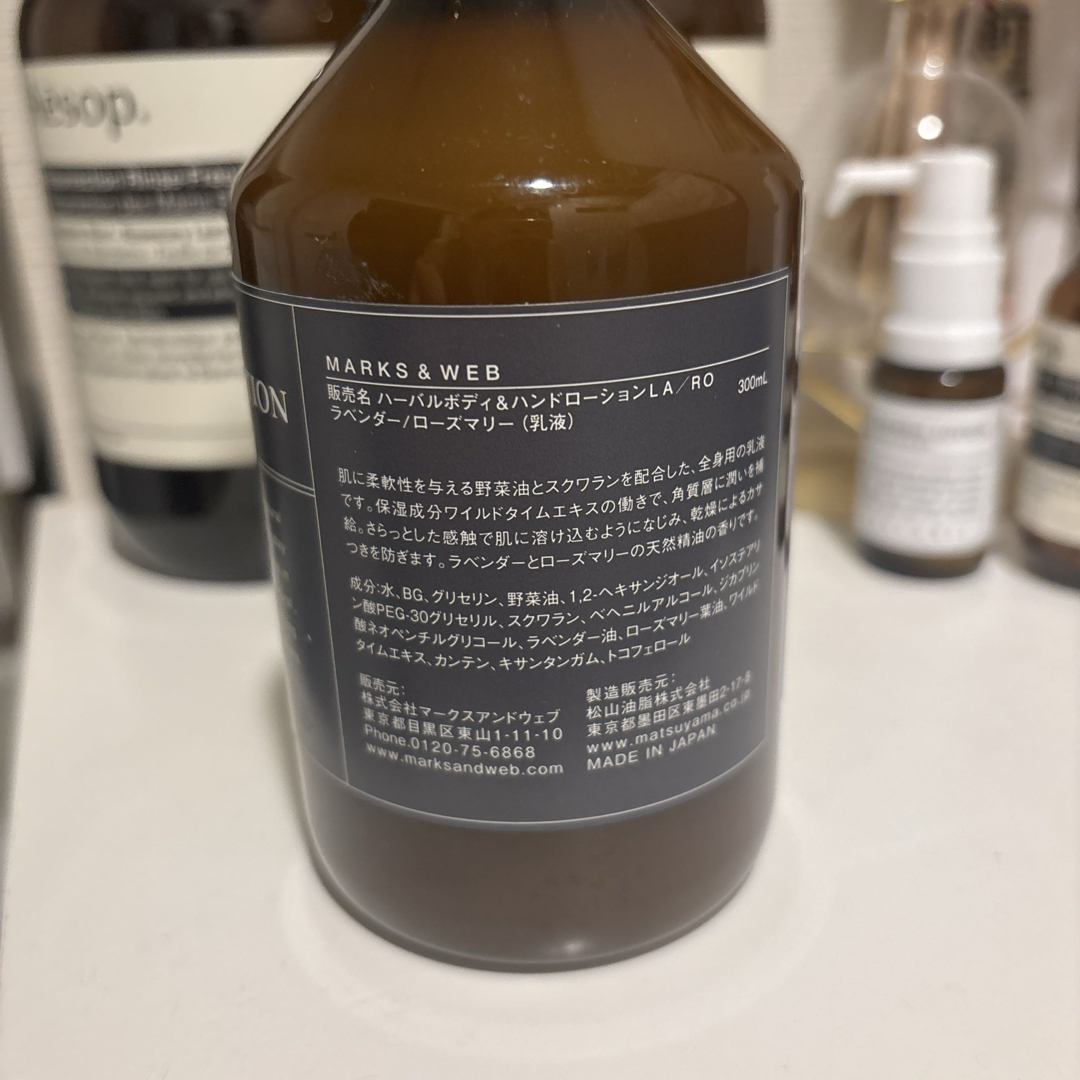 Aesop.
TION
MARKS & WEB
販売名 ハーバルボディ&ハンドローションLA/RO 300mL
ラベンダー/ローズマリー(乳液)
肌に柔軟性を与える野菜油とスクワランを配合した、全身用の乳液
です。保湿成分ワイルドタイムエキスの働きで、角質層に潤いを補
給。さらっとした感触で肌に溶け込むようになじみ、乾燥によるカサ
つきを防ぎます。ラベンダーとローズマリーの天然精油の香りです。
成分:水、BG、グリセリン、野菜油、1,2-ヘキサンジオール、イソステアリ
ン酸PEG-30グリセリル、スクワラン、ベヘニルアルコール、ジカプリン
酸ネオペンチルグリコール、ラベンダー油、ローズマリー葉油、ワイルド
タイムエキス、カンテン、キサンタンガム、トコフェロール
販売元:
株式会社マークスアンドウェブ
東京都目黒区東山1-11-10
Phone.0120-75-6868
www.marksandweb.com
製造販売元:
松山油脂株式会社
東京都墨田区東墨田2-17-8
www.matsuyama.co.jp
MADE IN JAPAN